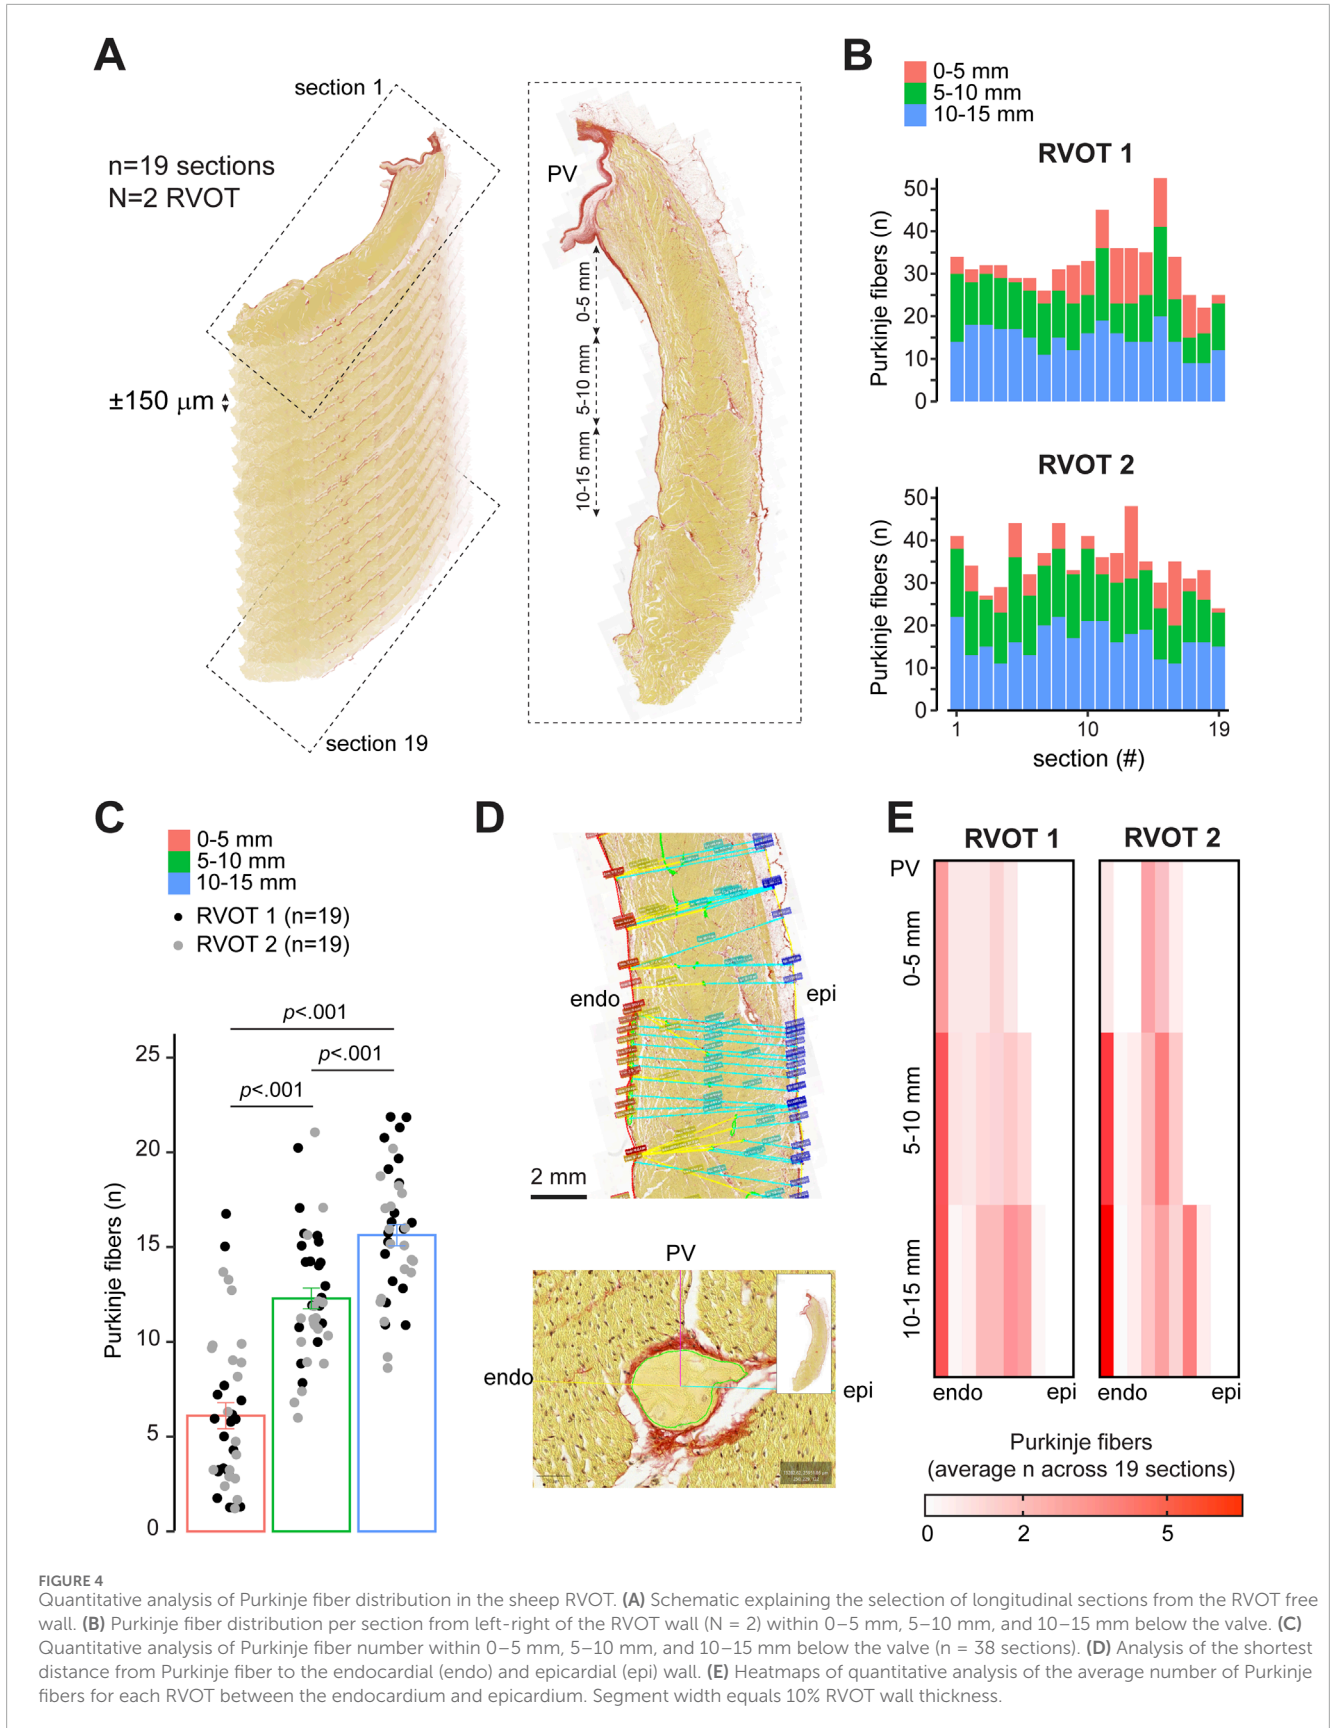 A
section 1
n=19 sections
N=2 RVOT
±150 μm
section 19
PV
0-5 mm
5-10 mm
10-15 mm
B
0-5 mm
5-10 mm
10-15 mm
RVOT 1
50
40
30
20
10
0
Purkinje fibers (n)
RVOT 2
50
40
30
20
10
0
Purkinje fibers (n)
1
10
19
section (#)
C
0-5 mm
5-10 mm
10-15 mm
RVOT 1 (n=19)
RVOT 2 (n=19)
p<.001
p<.001
p<.001
25
20
15
10
5
0
Purkinje fibers (n)
D
endo
epi
2 mm
PV
endo
epi
E
RVOT 1
RVOT 2
PV
0-5 mm
5-10 mm
10-15 mm
endo
epi
endo
epi
Purkinje fibers
(average n across 19 sections)
0
2
5
FIGURE 4
Quantitative analysis of Purkinje fiber distribution in the sheep RVOT. (A) Schematic explaining the selection of longitudinal sections from the RVOT free
wall. (B) Purkinje fiber distribution per section from left-right of the RVOT wall (N = 2) within 0–5 mm, 5–10 mm, and 10–15 mm below the valve. (C)
Quantitative analysis of Purkinje fiber number within 0–5 mm, 5–10 mm, and 10–15 mm below the valve (n = 38 sections). (D) Analysis of the shortest
distance from Purkinje fiber to the endocardial (endo) and epicardial (epi) wall. (E) Heatmaps of quantitative analysis of the average number of Purkinje
fibers for each RVOT between the endocardium and epicardium. Segment width equals 10% RVOT wall thickness.